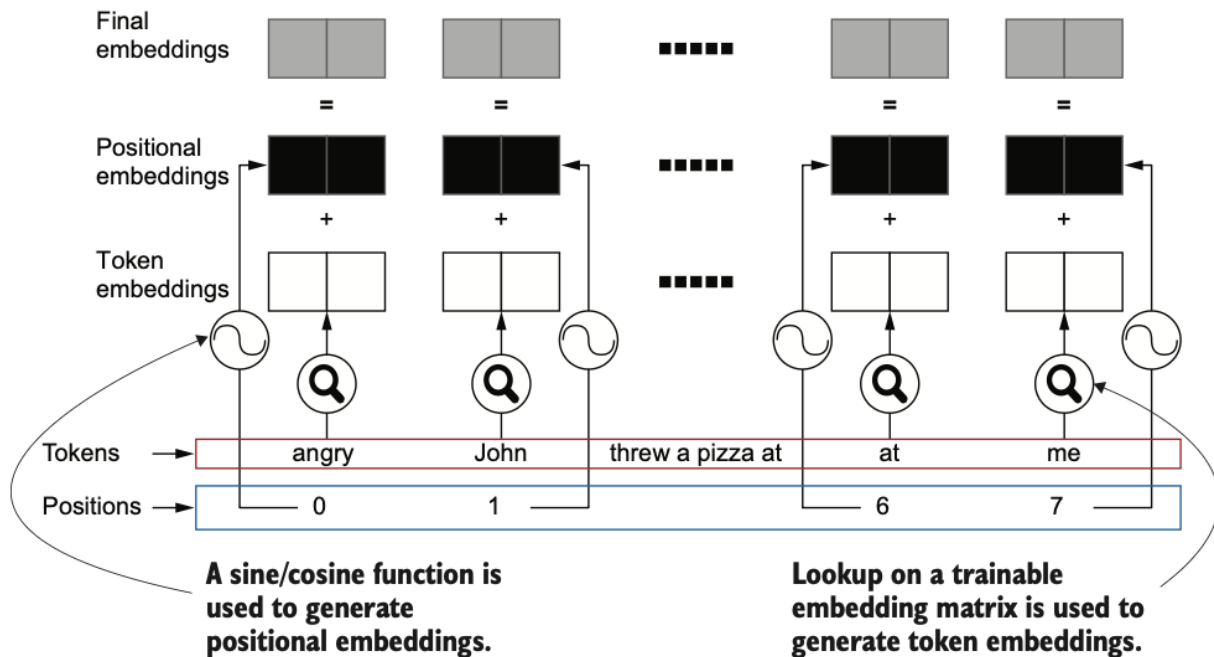 Final
embeddings
=
=
=
=
Positional
embeddings
+
+
+
+
Token
embeddings
Tokens
angry John threw a pizza at at me
Positions
0 1 6 7
A sine/cosine function is
used to generate
positional embeddings.
Lookup on a trainable
embedding matrix is used to
generate token embeddings.